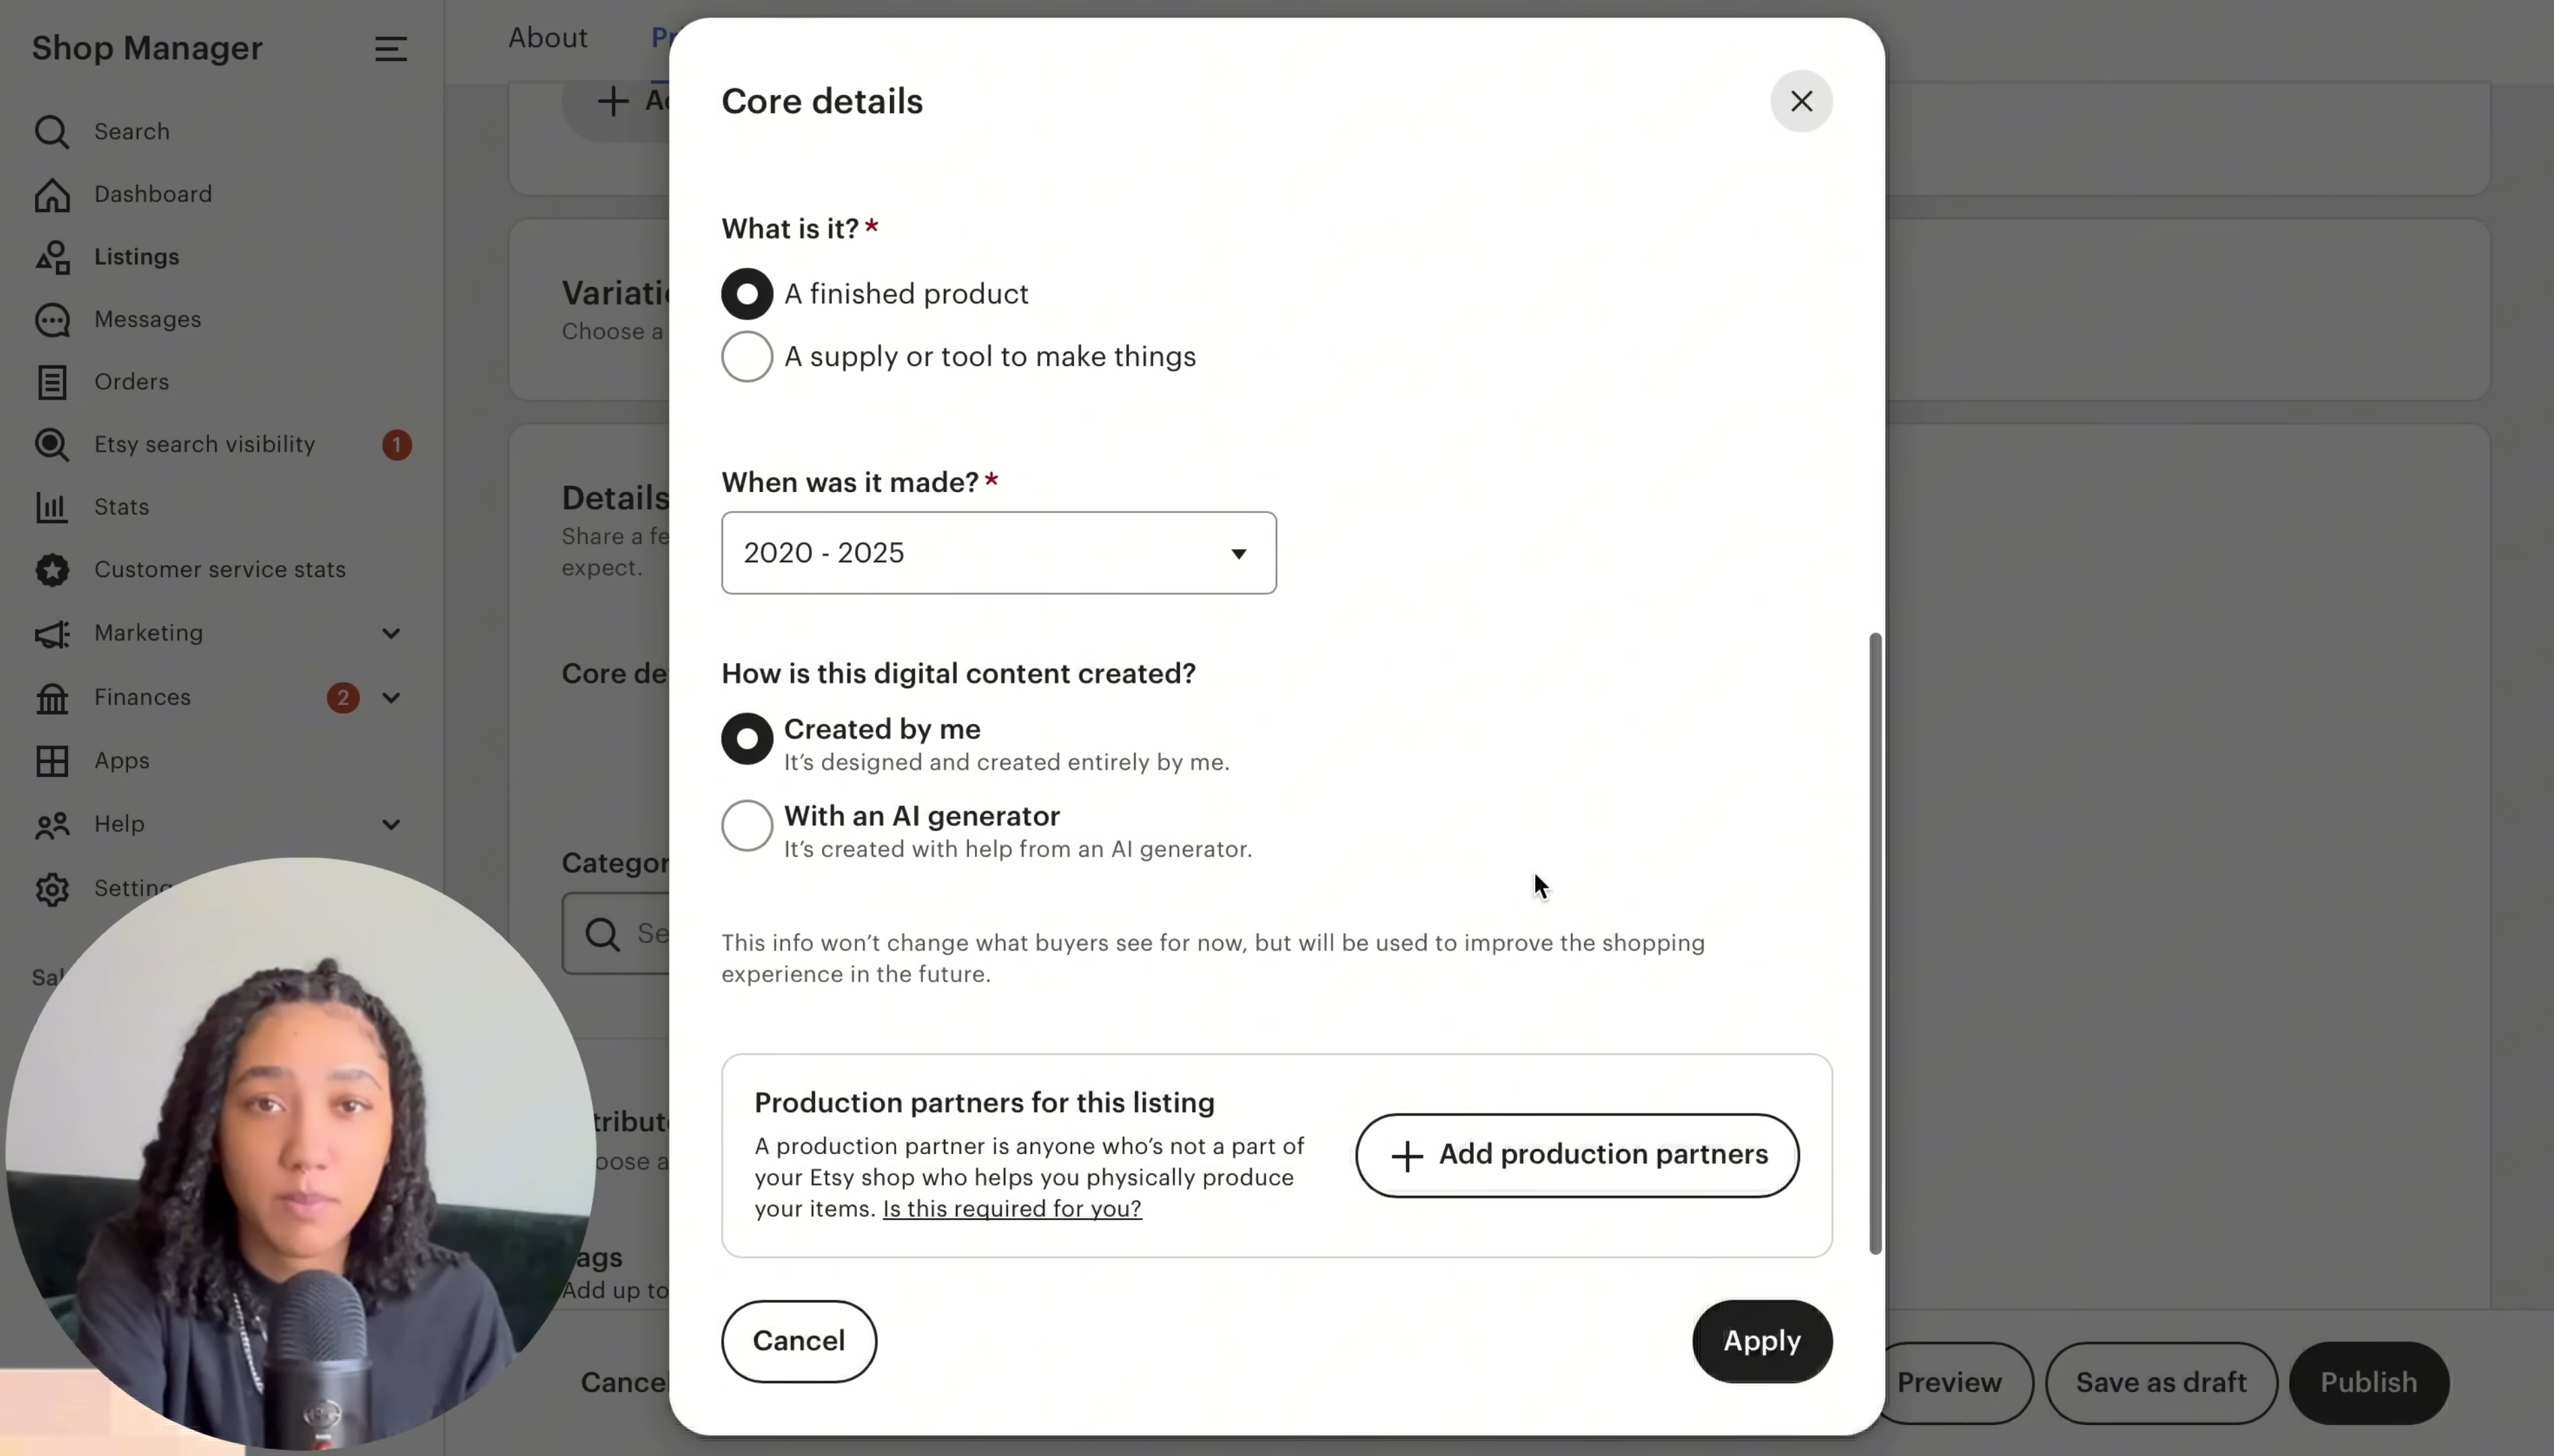 Shop Manager
Search
Dashboard
Listings
Messages
Orders
Etsy search visibility
1
Stats
Customer service stats
Marketing
Finances
2
Apps
Help
About
Choose a
Details
Share a fe
expect.
Core de
Categor
Add up to
Core details
What is it? *
A finished product
A supply or tool to make things
When was it made? *
2020 - 2025
How is this digital content created?
Created by me
It's designed and created entirely by me.
With an AI generator
It's created with help from an AI generator.
This info won't change what buyers see for now, but will be used to improve the shopping
experience in the future.
Production partners for this listing
A production partner is anyone who's not a part of
your Etsy shop who helps you physically produce
your items. Is this required for you?
Add production partners
Cancel
Apply
Preview
Save as draft
Publish